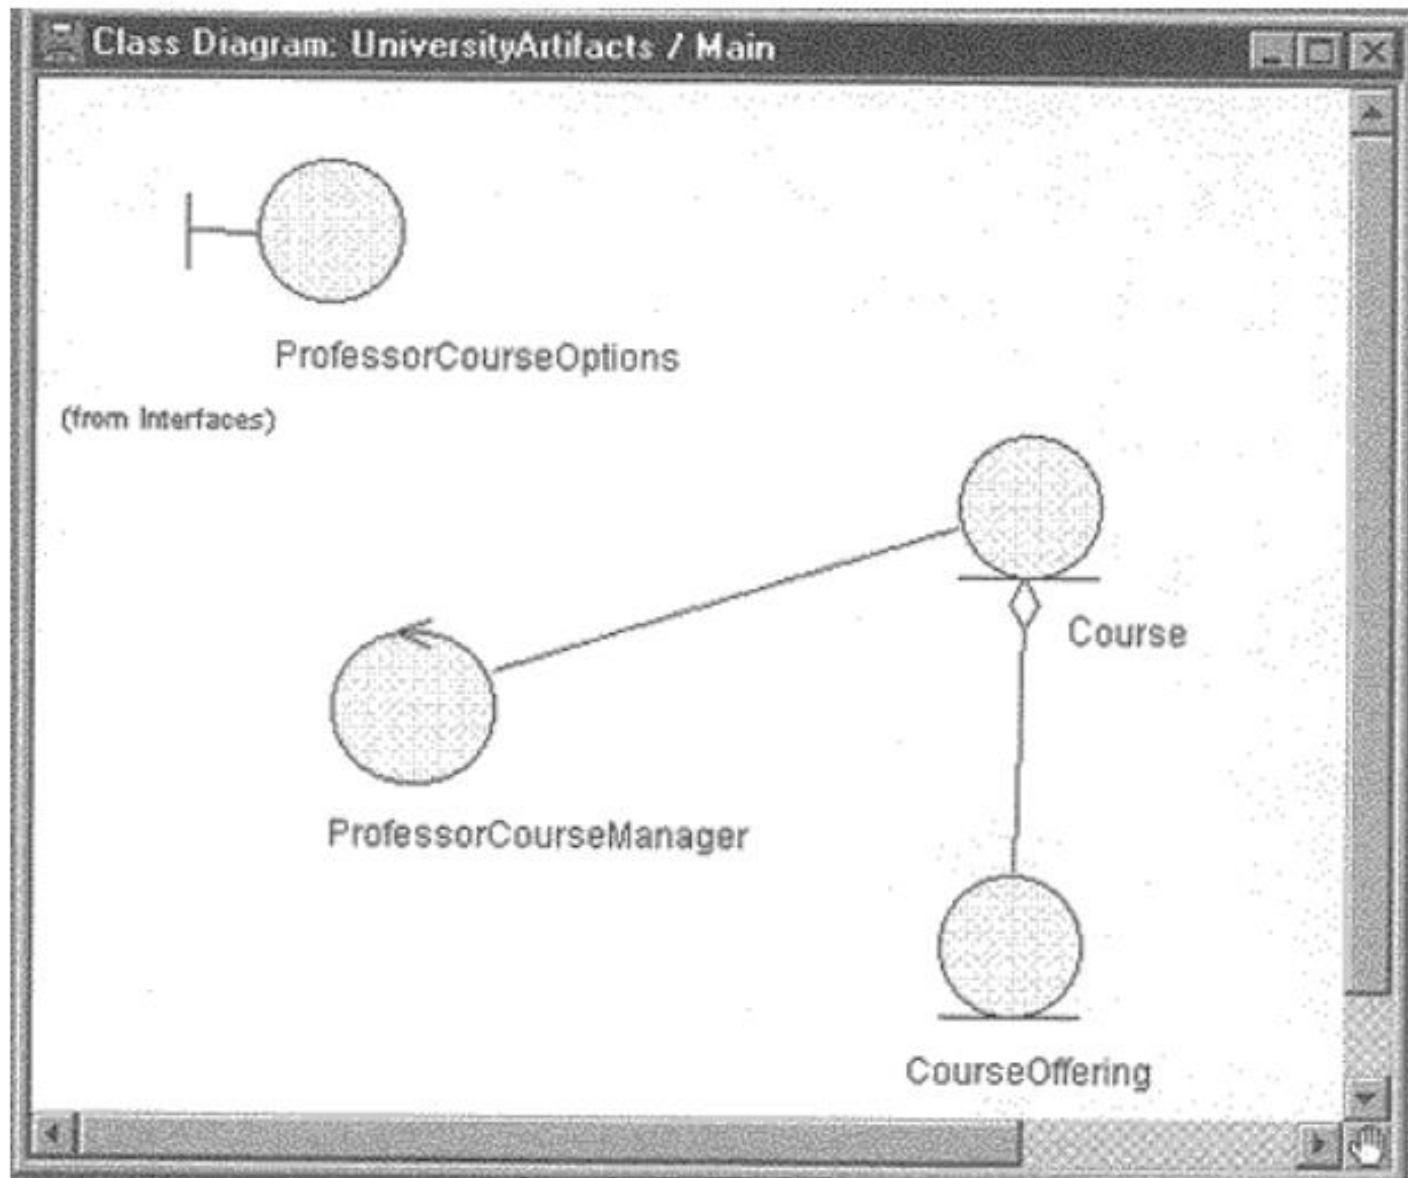 Class Diagram: UniversityArtifacts / Main
ProfessorCourseOptions
(from Interfaces)
Course
ProfessorCourseManager
CourseOffering